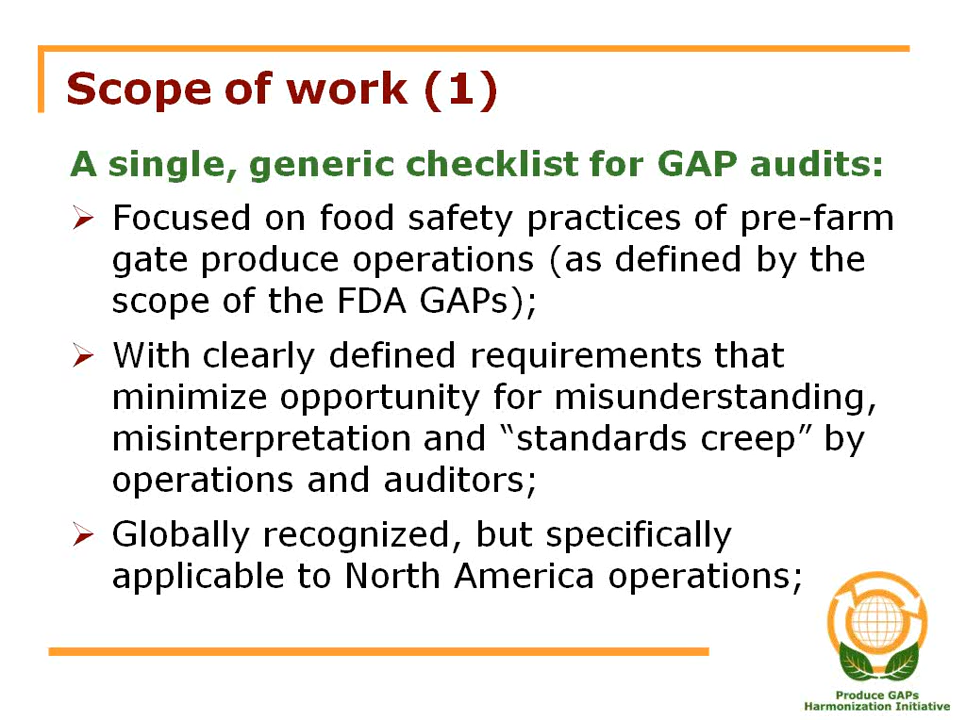 Scope of work (1)
A single, generic checklist for GAP audits:
Focused on food safety practices of pre-farm
gate produce operations (as defined by the
scope of the FDA GAPs);
With clearly defined requirements that
minimize opportunity for misunderstanding,
misinterpretation and “standards creep” by
operations and auditors;
Globally recognized, but specifically
applicable to North America operations;
Produce GAPs
Harmonization Initiative